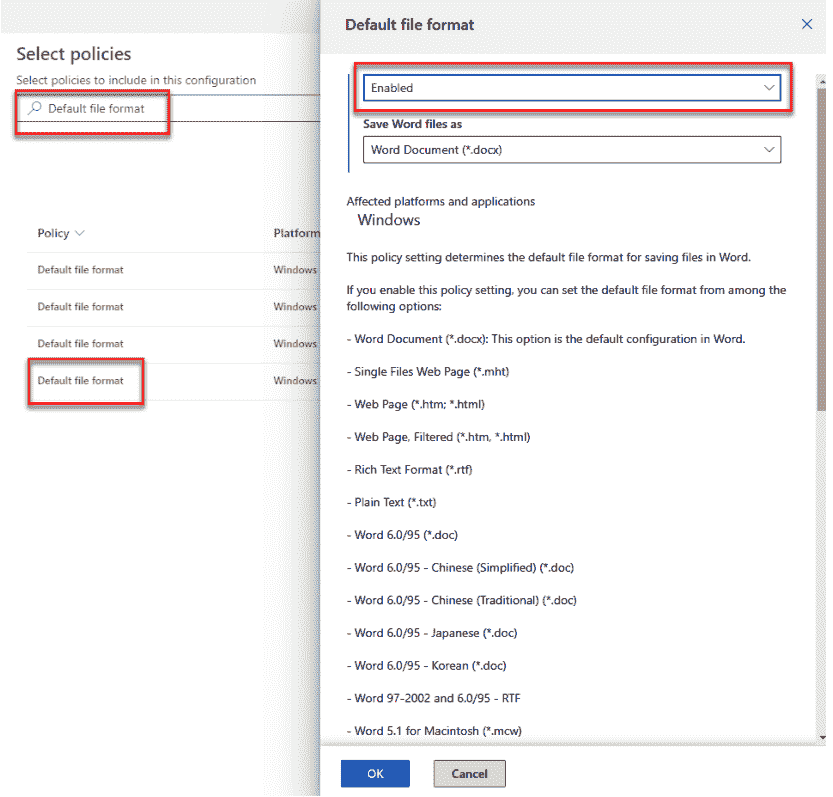 Select policies
Select policies to include in this configuration
Default file format
Policy
Platform
Default file format
Windows
Default file format
Windows
Default file format
Windows
Default file format
Windows
Default file format
Enabled
Save Word files as
Word Document (*.docx)
Affected platforms and applications
Windows
This policy setting determines the default file format for saving files in Word.
If you enable this policy setting, you can set the default file format from among the
following options:
- Word Document (*.docx): This option is the default configuration in Word.
- Single Files Web Page (*.mht)
- Web Page (*.htm; *.html)
- Web Page, Filtered (*.htm, *.html)
- Rich Text Format (*.rtf)
- Plain Text (*.txt)
- Word 6.0/95 (*.doc)
- Word 6.0/95 - Chinese (Simplified) (*.doc)
- Word 6.0/95 - Chinese (Traditional) (*.doc)
- Word 6.0/95 - Japanese (*.doc)
- Word 6.0/95 - Korean (*.doc)
- Word 97-2002 and 6.0/95 - RTF
- Word 5.1 for Macintosh (*.mcw)
OK
Cancel